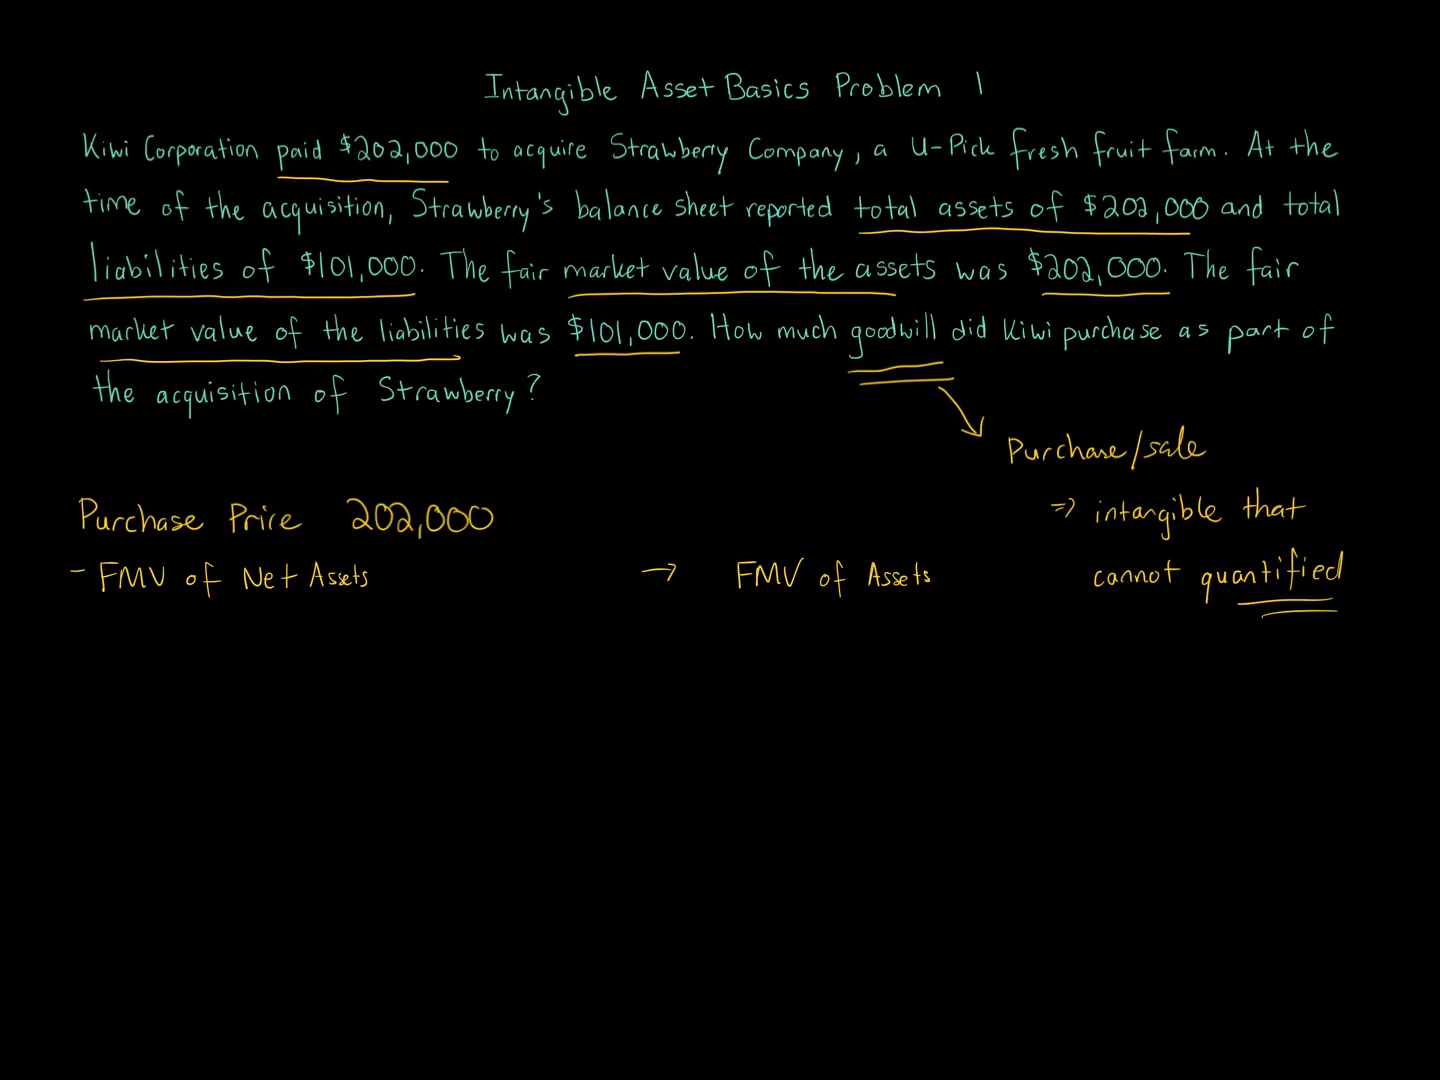 Intangible Asset Basics Problem 1
Kiwi Corporation paid $202,000 to acquire Strawberry Company, a U-Pick fresh fruit farm. At the
time of the acquisition, Strawberry's balance sheet reported total assets of $202,000 and total
liabilities of $101,000. The fair market value of the assets was $202,000. The fair
market value of the liabilities was $101,000. How much goodwill did Kiwi purchase as part of
the acquisition of Strawberry?
Purchase/sale
Purchase Price 202,000
⇒ intangible that
- FMV of Net Assets → FMV of Assets
cannot quantified